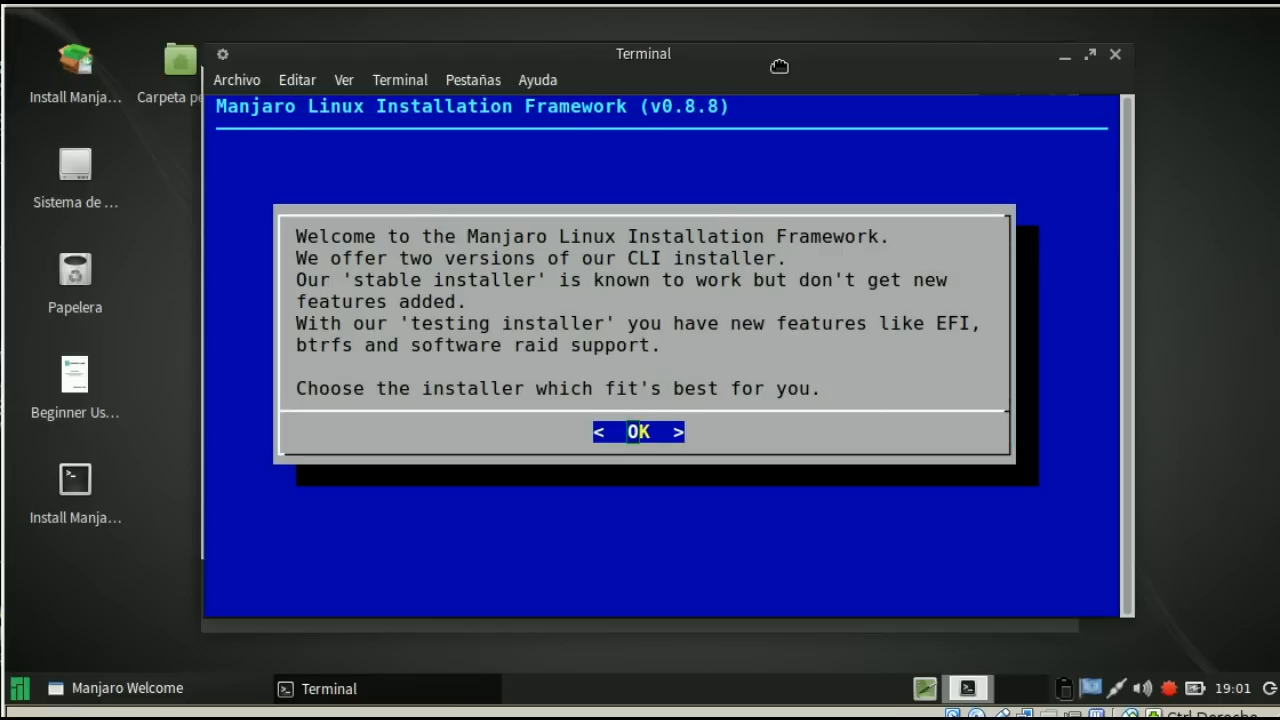 Terminal
Archivo Editar Ver Terminal Pestañas Ayuda
Manjaro Linux Installation Framework (v0.8.8)
Welcome to the Manjaro Linux Installation Framework.
We offer two versions of our CLI installer.
Our 'stable installer' is known to work but don't get new
features added.
With our 'testing installer' you have new features like EFI,
btrfs and software raid support.
Choose the installer which fit's best for you.
< OK >
Install Manja...
Carpeta pe
Sistema de ...
Papelera
Beginner Us...
Install Manja...
Manjaro Welcome
Terminal
19:01
Ctrl Derecho